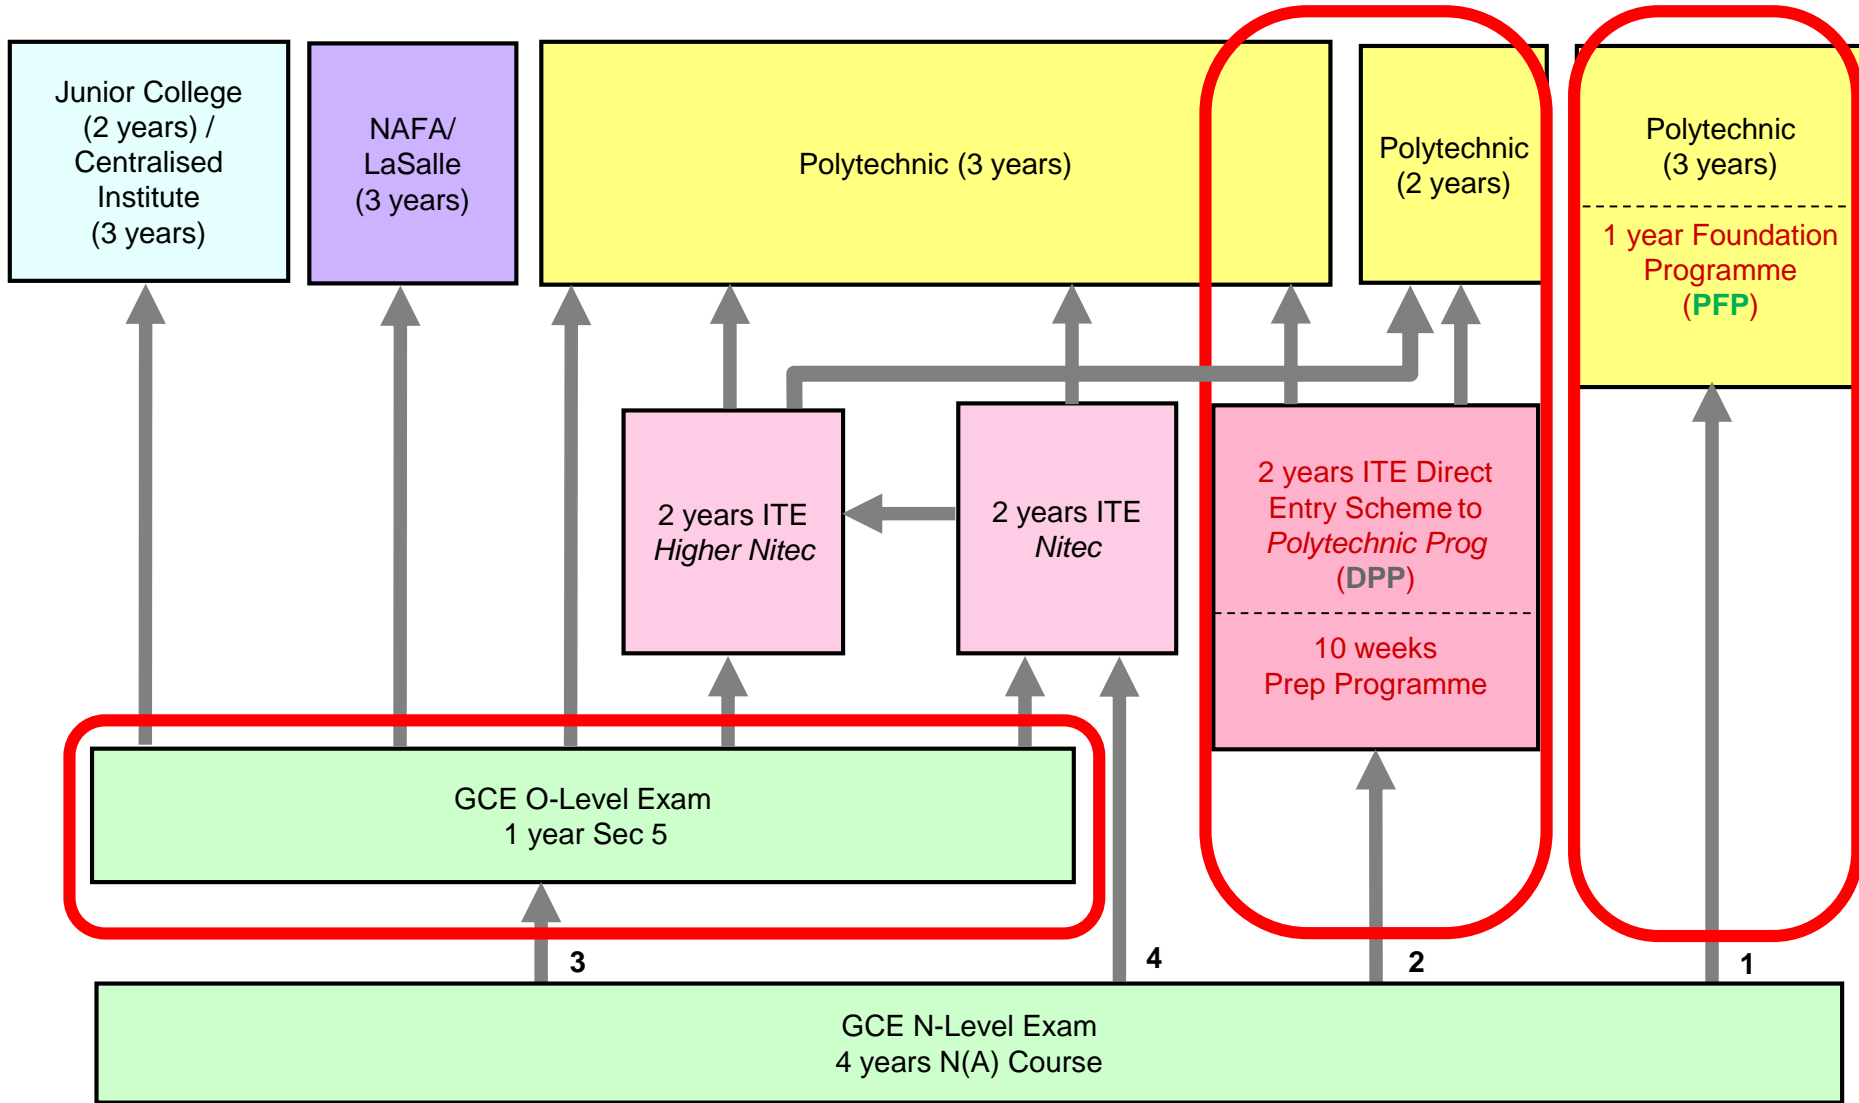 Junior College
(2 years) /
Centralised
Institute
(3 years)
NAFA/
LaSalle
(3 years)
Polytechnic (3 years)
Polytechnic
(2 years)
Polytechnic
(3 years)
1 year Foundation
Programme
(PFP)
2 years ITE
Higher Nitec
2 years ITE
Nitec
2 years ITE Direct
Entry Scheme to
Polytechnic Prog
(DPP)
10 weeks
Prep Programme
GCE O-Level Exam
1 year Sec 5
3
4
2
1
GCE N-Level Exam
4 years N(A) Course